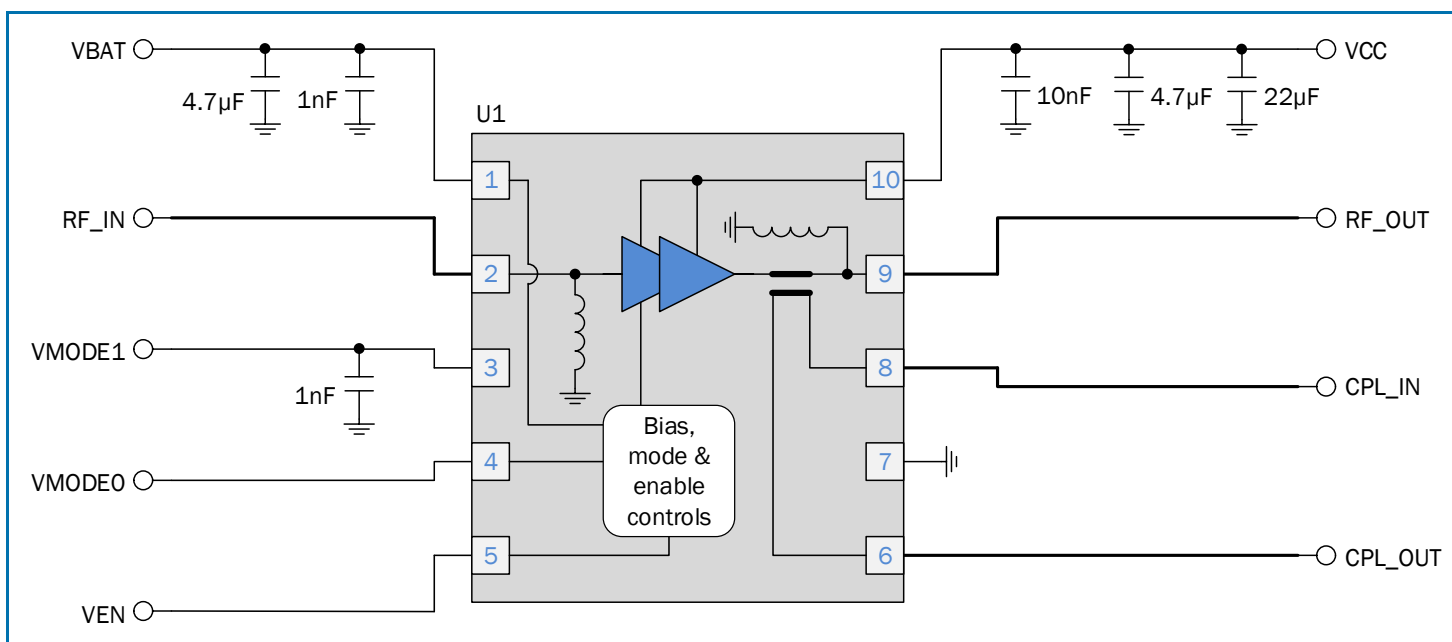 VBAT
4.7µF
1nF
10nF
4.7µF
22µF
VCC
U1
1
10
RF_IN
RF_OUT
2
9
VMODE1
3
8
1nF
CPL_IN
Bias,
mode &
enable
controls
4
7
VMODE0
5
6
CPL_OUT
VEN